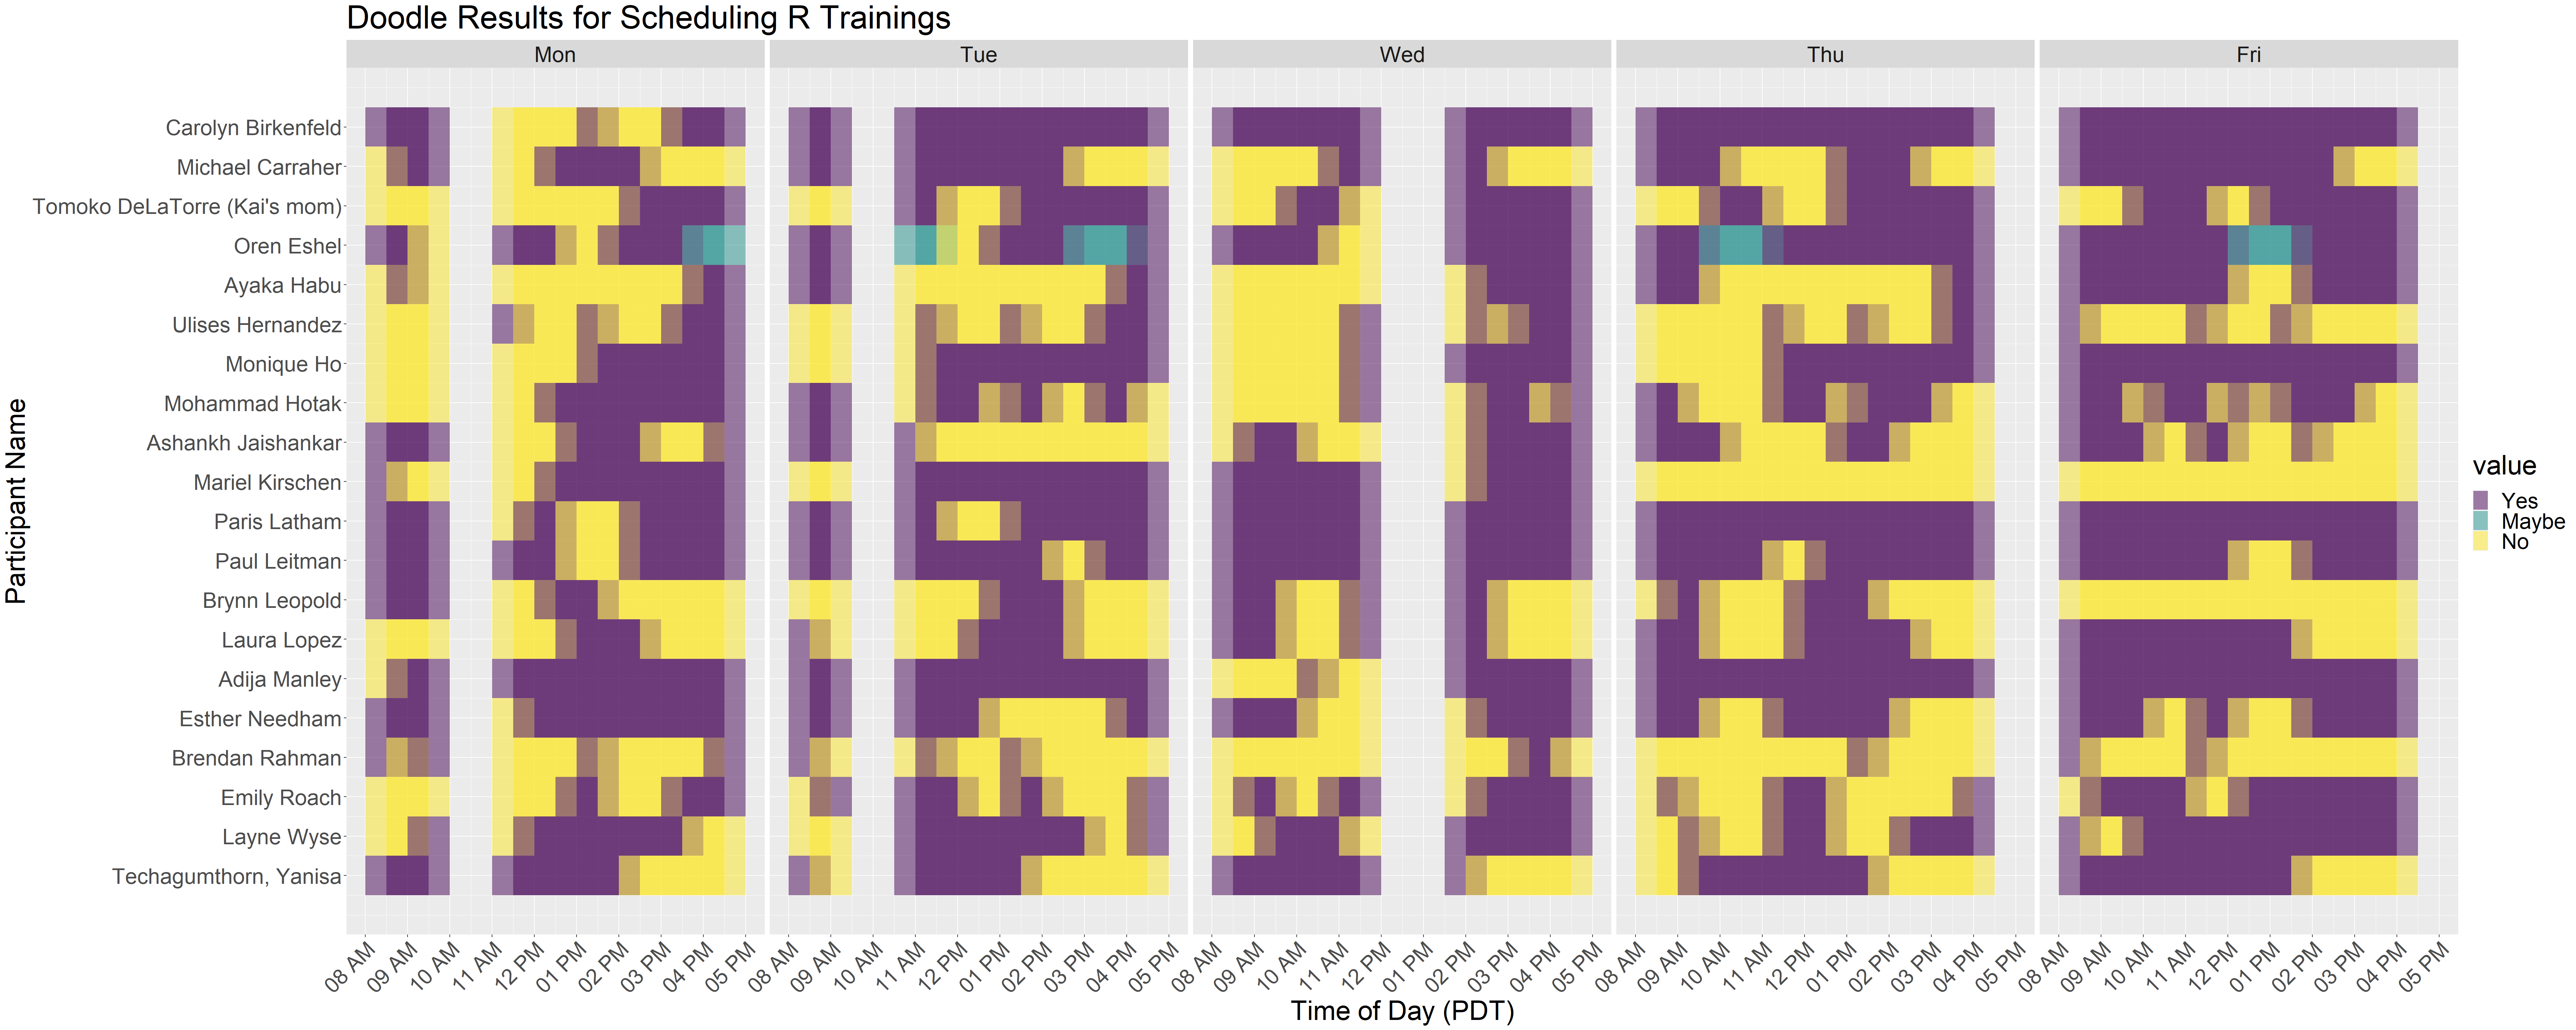 Doodle Results for Scheduling R Trainings
Mon Tue Wed Thu Fri
Participant Name
Carolyn Birkenfeld
Michael Carraher
Tomoko DeLaTorre (Kai's mom)
Oren Eshel
Ayaka Habu
Ulises Hernandez
Monique Ho
Mohammad Hotak
Ashankh Jaishankar
Mariel Kirschen
Paris Latham
Paul Leitman
Brynn Leopold
Laura Lopez
Adija Manley
Esther Needham
Brendan Rahman
Emily Roach
Layne Wyse
Techagumthorn, Yanisa
08 AM 09 AM 10 AM 11 AM 12 PM 01 PM 02 PM 03 PM 04 PM 05 PM 08 AM 09 AM 10 AM 11 AM 12 PM 01 PM 02 PM 03 PM 04 PM 05 PM 08 AM 09 AM 10 AM 11 AM 12 PM 01 PM 02 PM 03 PM 04 PM 05 PM 08 AM 09 AM 10 AM 11 AM 12 PM 01 PM 02 PM 03 PM 04 PM 05 PM 08 AM 09 AM 10 AM 11 AM 12 PM 01 PM 02 PM 03 PM 04 PM 05 PM
Time of Day (PDT)
value
Yes
Maybe
No